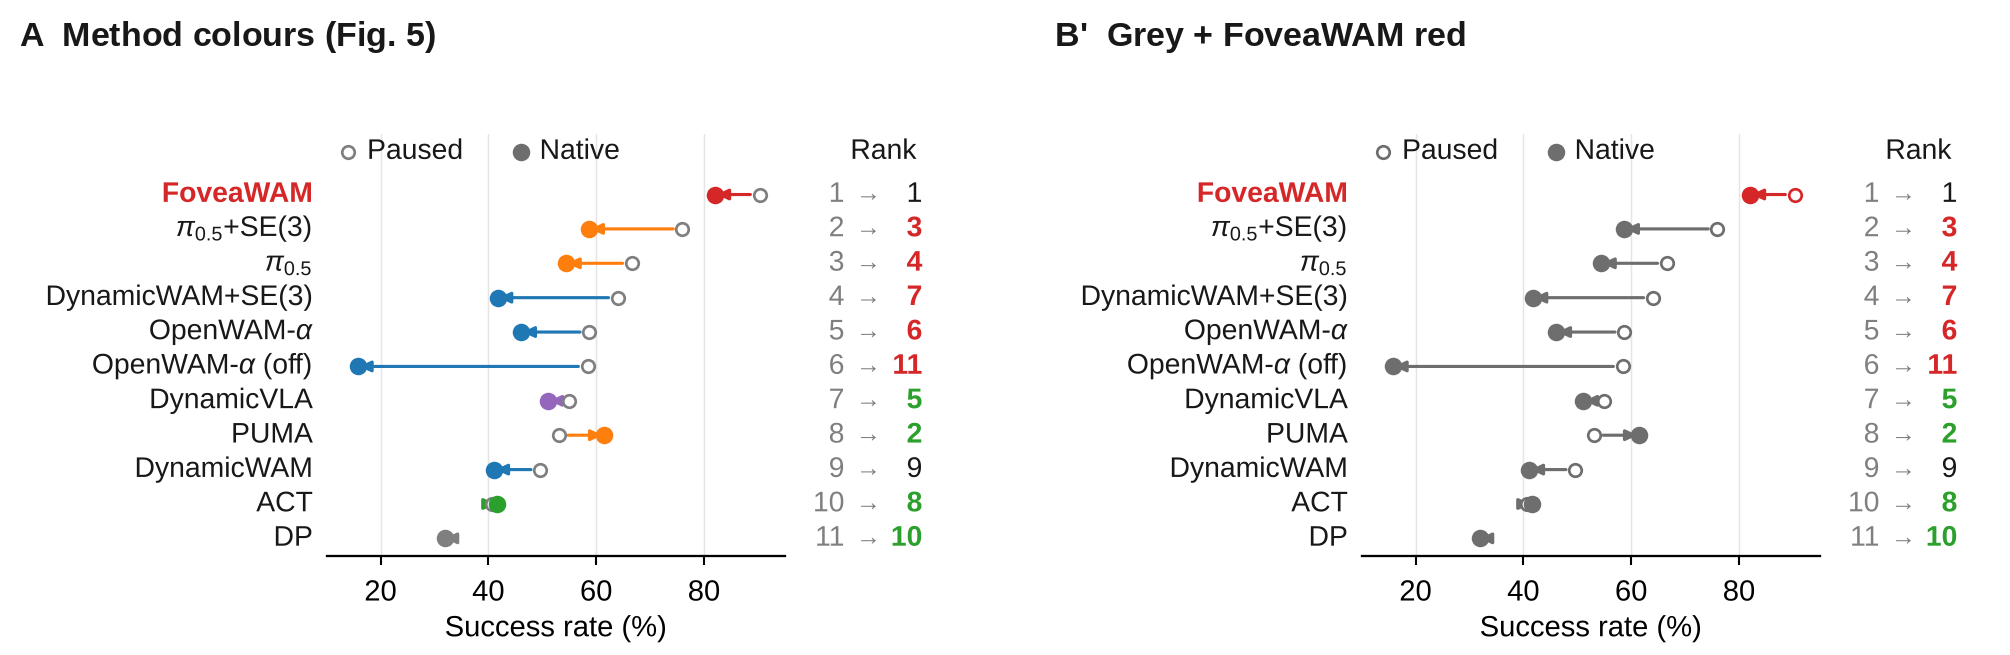 A Method colours (Fig. 5)
Paused Native Rank
FoveaWAM 1 → 1
π0.5+SE(3) 2 → 3
π0.5 3 → 4
DynamicWAM+SE(3) 4 → 7
OpenWAM-α 5 → 6
OpenWAM-α (off) 6 → 11
DynamicVLA 7 → 5
PUMA 8 → 2
DynamicWAM 9 → 9
ACT 10 → 8
DP 11 → 10
20 40 60 80
Success rate (%)
B' Grey + FoveaWAM red
Paused Native Rank
FoveaWAM 1 → 1
π0.5+SE(3) 2 → 3
π0.5 3 → 4
DynamicWAM+SE(3) 4 → 7
OpenWAM-α 5 → 6
OpenWAM-α (off) 6 → 11
DynamicVLA 7 → 5
PUMA 8 → 2
DynamicWAM 9 → 9
ACT 10 → 8
DP 11 → 10
20 40 60 80
Success rate (%)